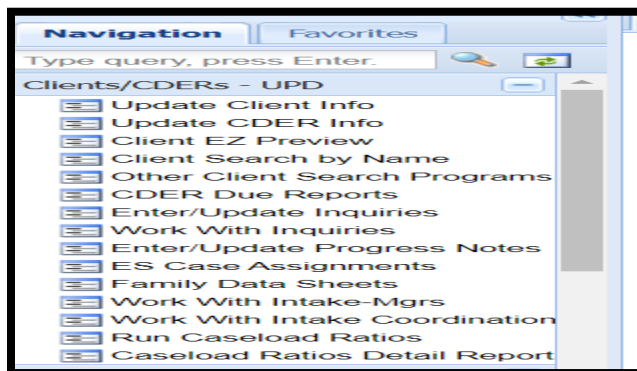 Navigation Favorites
Type query, press Enter.
Clients/CDERs - UPD
Update Client Info
Update CDER Info
Client EZ Preview
Client Search by Name
Other Client Search Programs
CDER Due Reports
Enter/Update Inquiries
Work With Inquiries
Enter/Update Progress Notes
ES Case Assignments
Family Data Sheets
Work With Intake-Mgrs
Work With Intake Coordination
Run Caseload Ratios
Caseload Ratios Detail Report